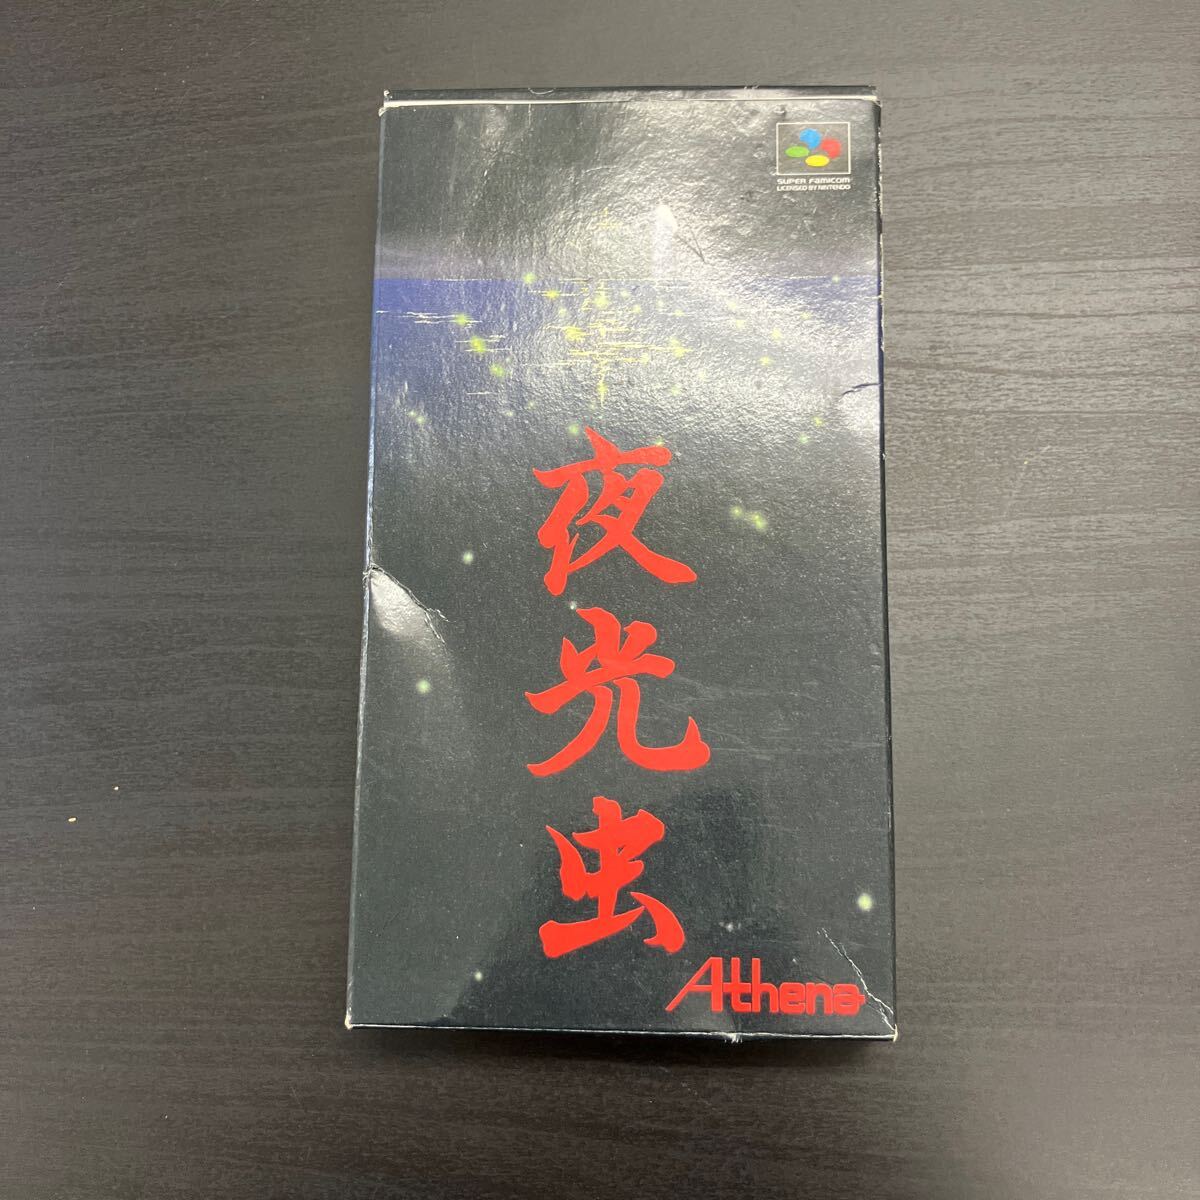 SUPER FAMICOM
LICENSED BY NINTENDO
夜光虫
Athena